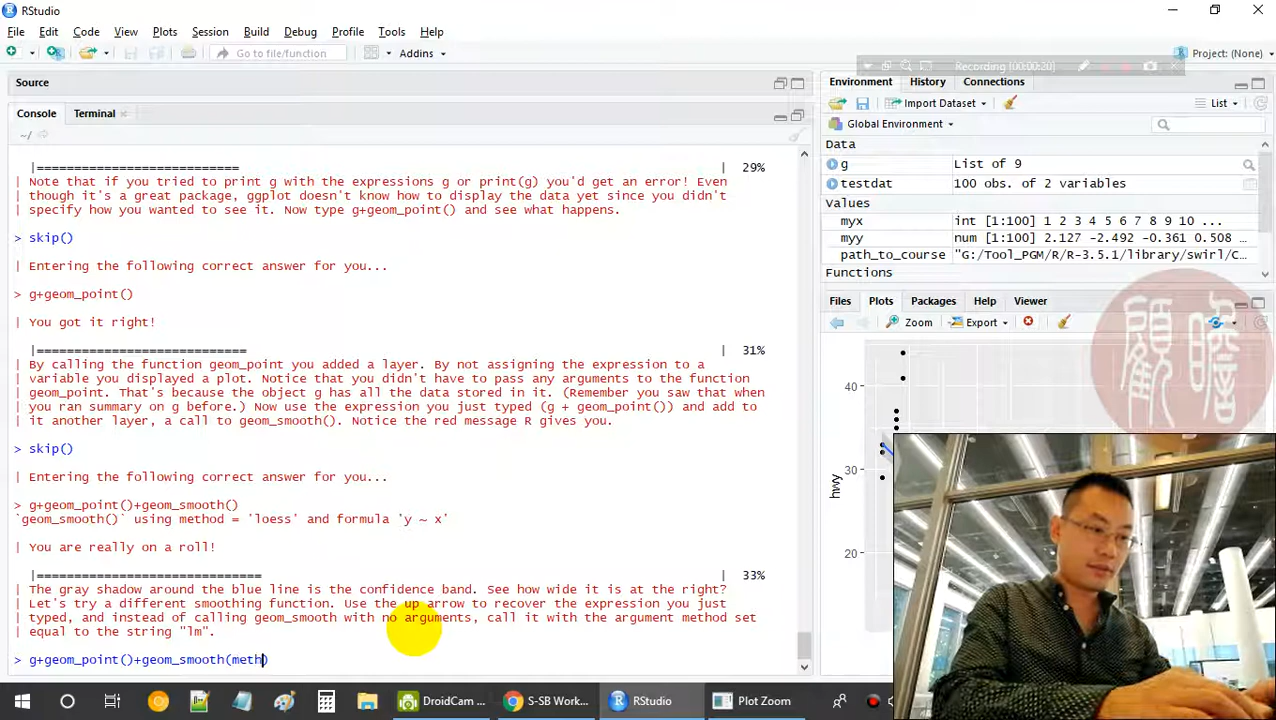 RStudio
File Edit Code View Plots Session Build Debug Profile Tools Help
Go to file/function Addins Project: (None)
Recording [00:00:20]
Source
Console Terminal
~/
|=========================== | 29%
| Note that if you tried to print g with the expressions g or print(g) you'd get an error! Even
| though it's a great package, ggplot doesn't know how to display the data yet since you didn't
| specify how you wanted to see it. Now type g+geom_point() and see what happens.
> skip()
| Entering the following correct answer for you...
> g+geom_point()
| You got it right!
|============================ | 31%
| By calling the function geom_point you added a layer. By not assigning the expression to a
| variable you displayed a plot. Notice that you didn't have to pass any arguments to the function
| geom_point. That's because the object g has all the data stored in it. (Remember you saw that when
| you ran summary on g before.) Now use the expression you just typed (g + geom_point()) and add to
| it another layer, a call to geom_smooth(). Notice the red message R gives you.
> skip()
| Entering the following correct answer for you...
> g+geom_point()+geom_smooth()
`geom_smooth()` using method = 'loess' and formula 'y ~ x'
| You are really on a roll!
|============================== | 33%
| The gray shadow around the blue line is the confidence band. See how wide it is at the right?
| Let's try a different smoothing function. Use the up arrow to recover the expression you just
| typed, and instead of calling geom_smooth with no arguments, call it with the argument method set
| equal to the string "lm".
> g+geom_point()+geom_smooth(meth)
Environment History Connections
Import Dataset List
Global Environment
Data
g List of 9
testdat 100 obs. of 2 variables
Values
myx int [1:100] 1 2 3 4 5 6 7 8 9 10 ...
myy num [1:100] 2.127 -2.492 -0.361 0.508 ...
path_to_course "G:/Tool_PGM/R/R-3.5.1/library/swirl/C...
Functions
Files Plots Packages Help Viewer
Zoom Export
40
30
20
hwy
顧瞻
DroidCam ... S-SB Work... RStudio Plot Zoom